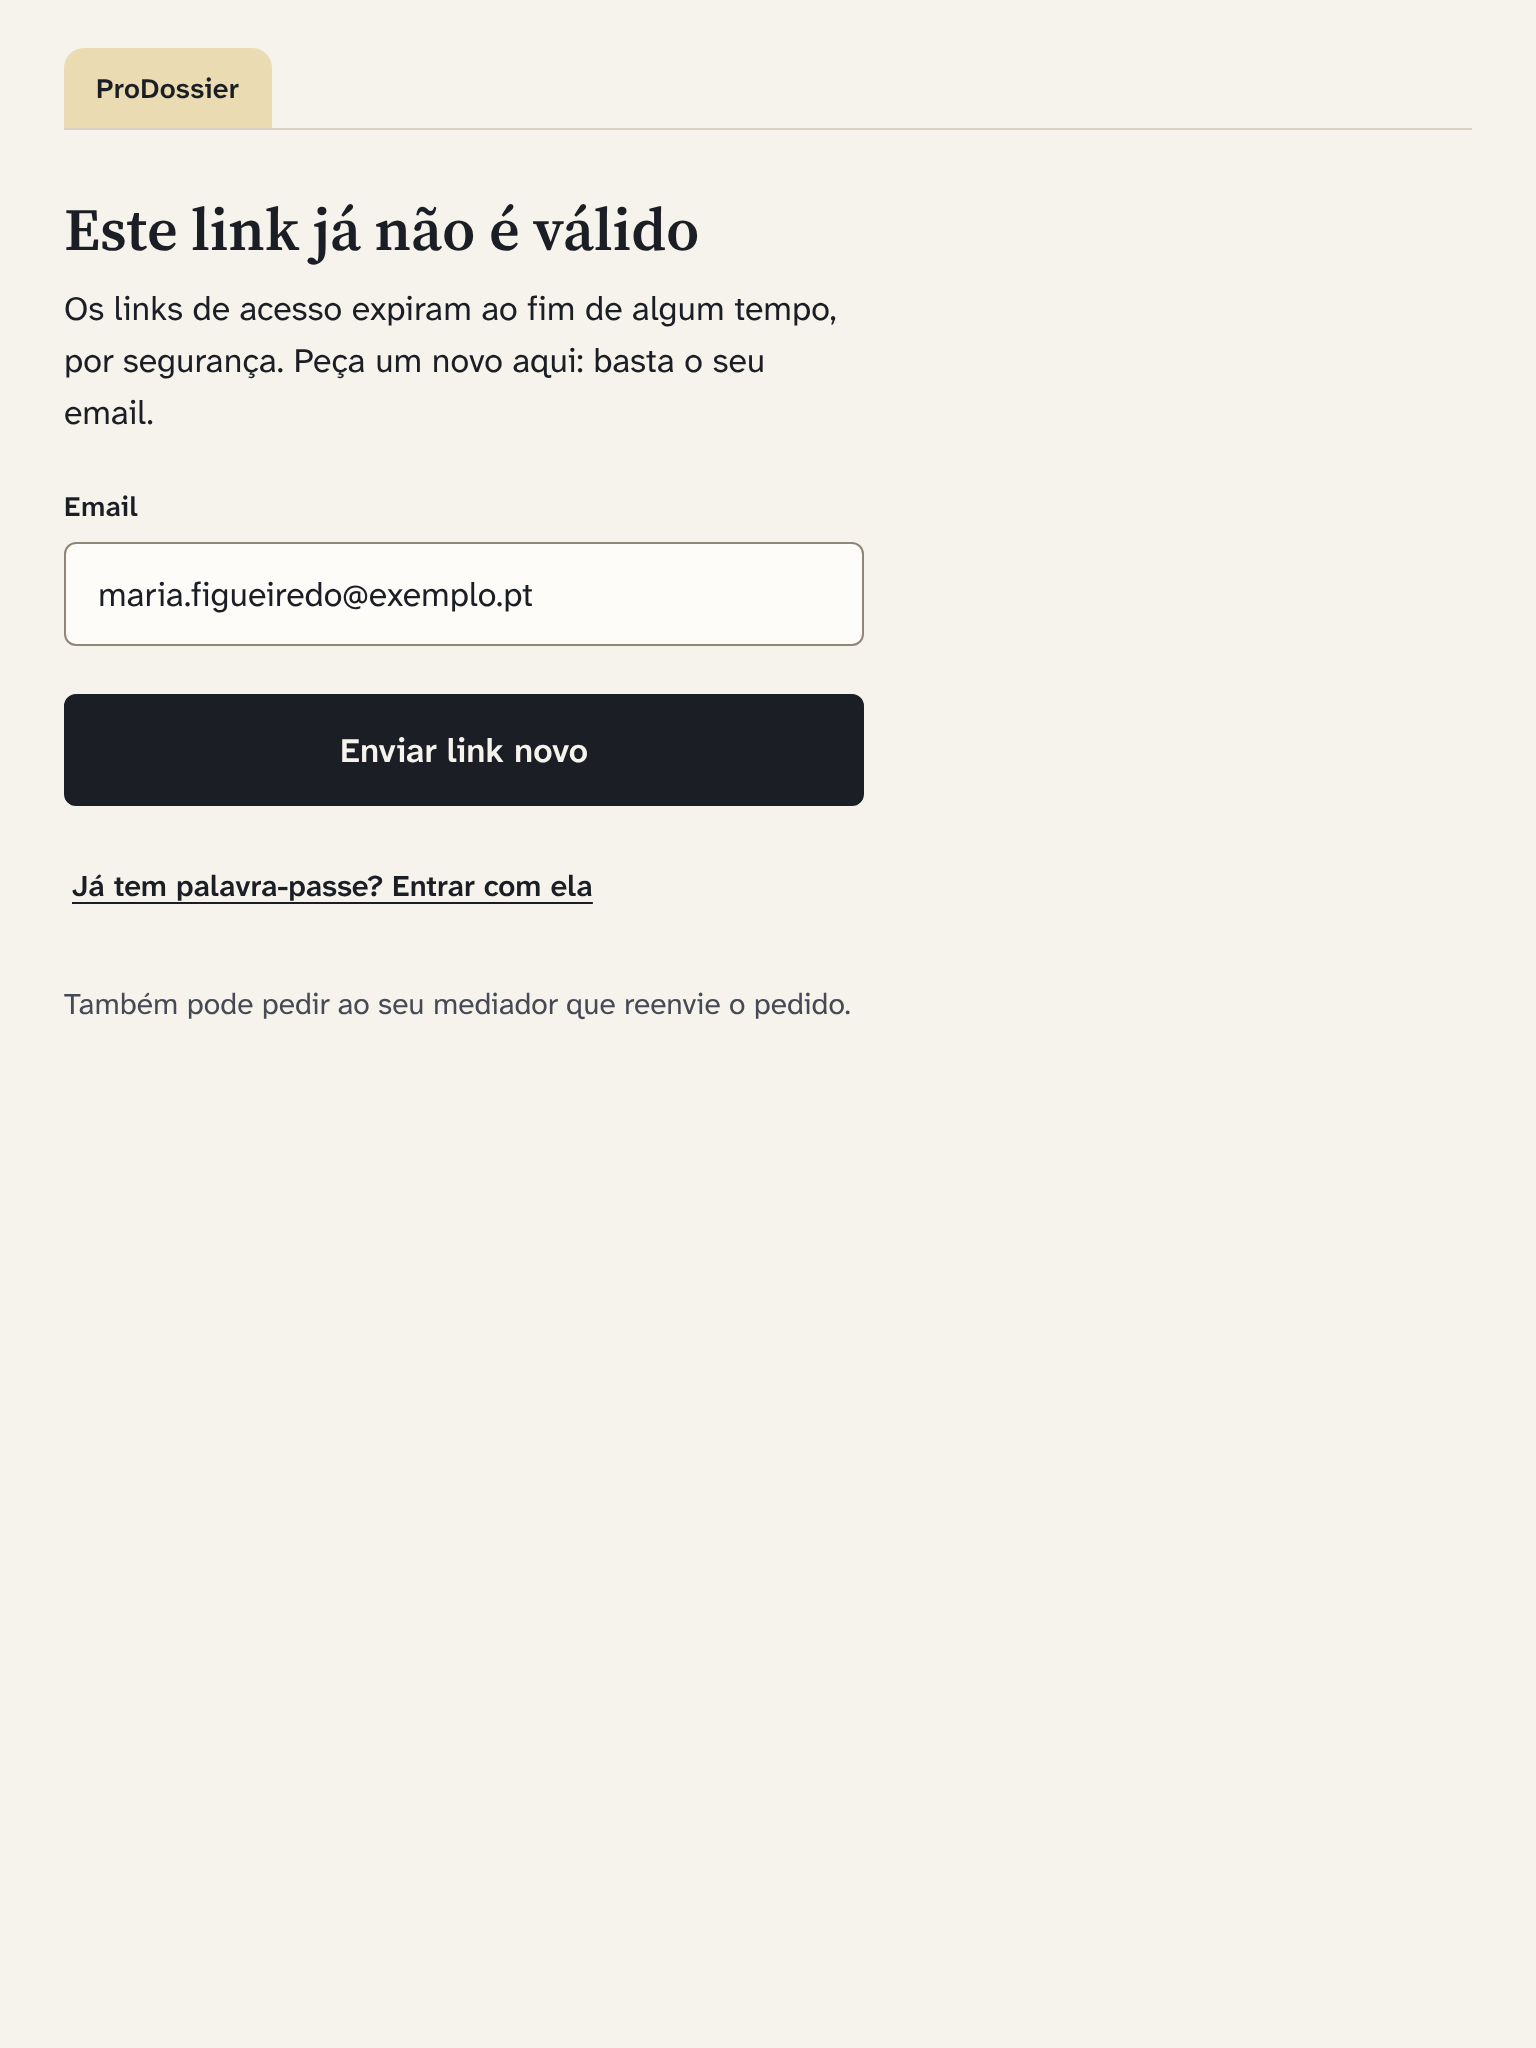 ProDossier
Este link já não é válido
Os links de acesso expiram ao fim de algum tempo,
por segurança. Peça um novo aqui: basta o seu
email.
Email
maria.figueiredo@exemplo.pt
Enviar link novo
Já tem palavra-passe? Entrar com ela
Também pode pedir ao seu mediador que reenvie o pedido.